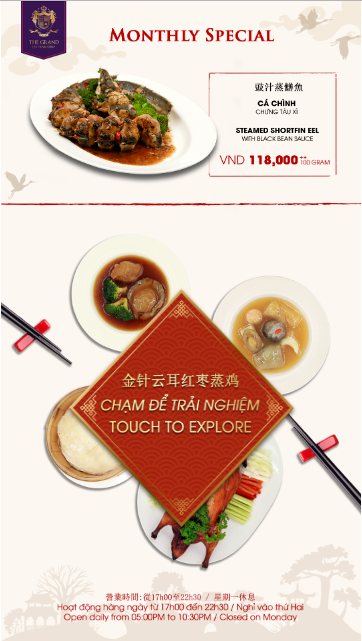 THE GRAND
MONTHLY SPECIAL
豉汁蒸鱔魚
CÁ CHÌNH
CHƯNG TÀU XÌ
STEAMED SHORTFIN EEL
WITH BLACK BEAN SAUCE
VND 118,000++
100 GRAM
金针云耳红枣蒸鸡
CHẠM ĐỂ TRẢI NGHIỆM
TOUCH TO EXPLORE
營業時間:從17h00至22h30 / 星期一休息
Hoạt động hàng ngày từ 17h00 đến 22h30 / Nghỉ vào thứ Hai
Open daily from 05:00PM to 10:30PM / Closed on Monday